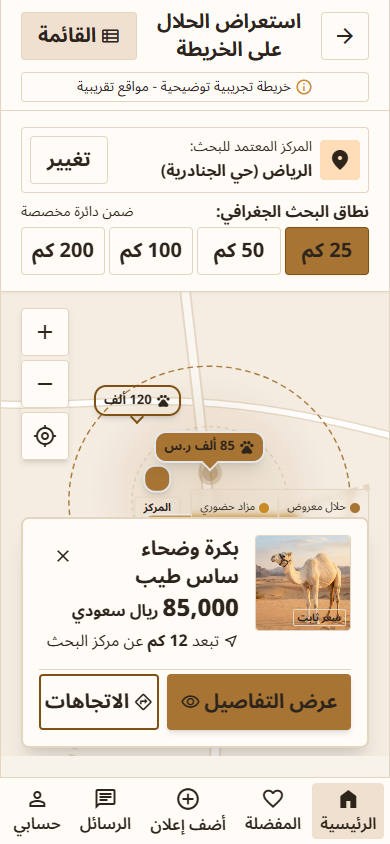 استعراض الحلال
على الخريطة
القائمة
خريطة تجريبية توضيحية - مواقع تقريبية
المركز المعتمد للبحث:
الرياض (حي الجنادرية)
تغيير
نطاق البحث الجغرافي:
ضمن دائرة مخصصة
25 كم
50 كم
100 كم
200 كم
120 ألف
85 ألف ر.س
حلال معروض
مزاد حضوري
المركز
بكرة وضحاء
ساس طيب
85,000 ريال سعودي
تبعد 12 كم عن مركز البحث
سعر ثابت
عرض التفاصيل
الاتجاهات
الرئيسية
المفضلة
أضف إعلان
الرسائل
حسابي